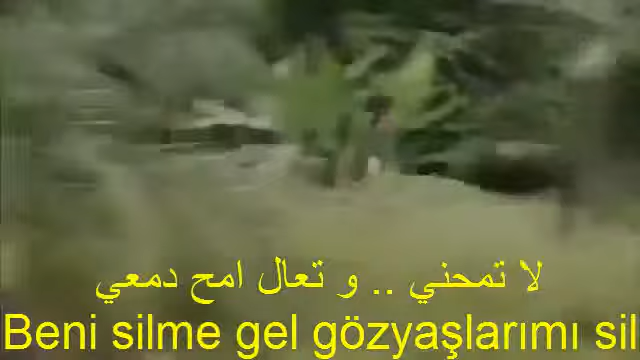 لا تمحني .. و تعال امح دمعي
Beni silme gel gözyaşlarımı sil